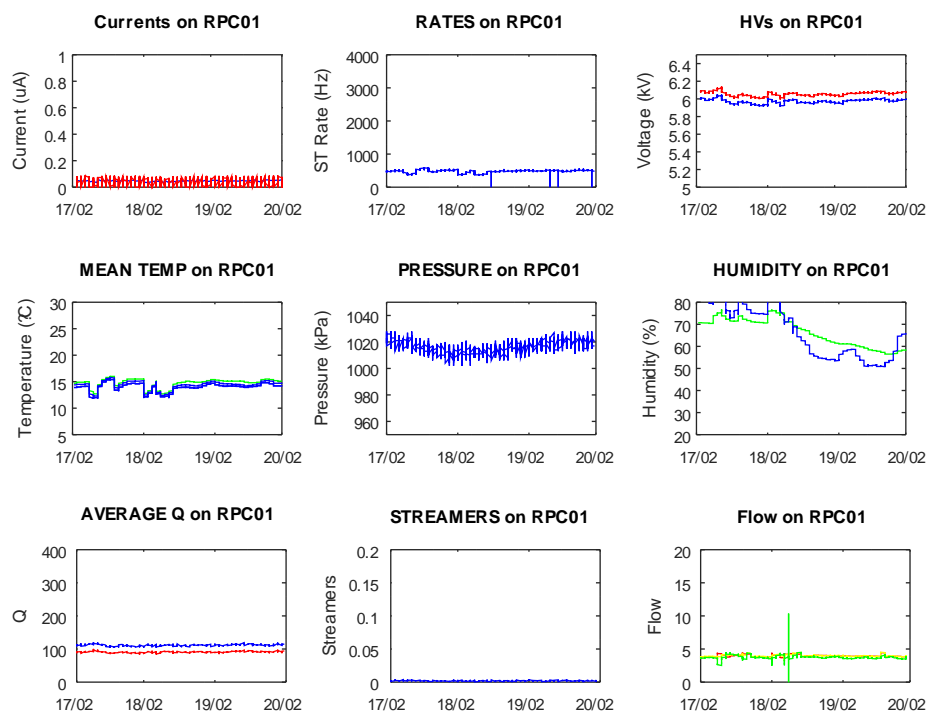 Currents on RPC01
Current (uA)
1
0.8
0.6
0.4
0.2
0
17/02 18/02 19/02 20/02
RATES on RPC01
ST Rate (Hz)
4000
3000
2000
1000
0
17/02 18/02 19/02 20/02
HVs on RPC01
Voltage (kV)
6.4
6.2
6
5.8
5.6
5.4
5.2
5
17/02 18/02 19/02 20/02
MEAN TEMP on RPC01
Temperature (?C)
30
25
20
15
10
5
17/02 18/02 19/02 20/02
PRESSURE on RPC01
Pressure (kPa)
1040
1020
1000
980
960
17/02 18/02 19/02 20/02
HUMIDITY on RPC01
Humidity (%)
80
70
60
50
40
30
20
17/02 18/02 19/02 20/02
AVERAGE Q on RPC01
Q
400
300
200
100
0
17/02 18/02 19/02 20/02
STREAMERS on RPC01
Streamers
0.2
0.15
0.1
0.05
0
17/02 18/02 19/02 20/02
Flow on RPC01
Flow
20
15
10
5
0
17/02 18/02 19/02 20/02